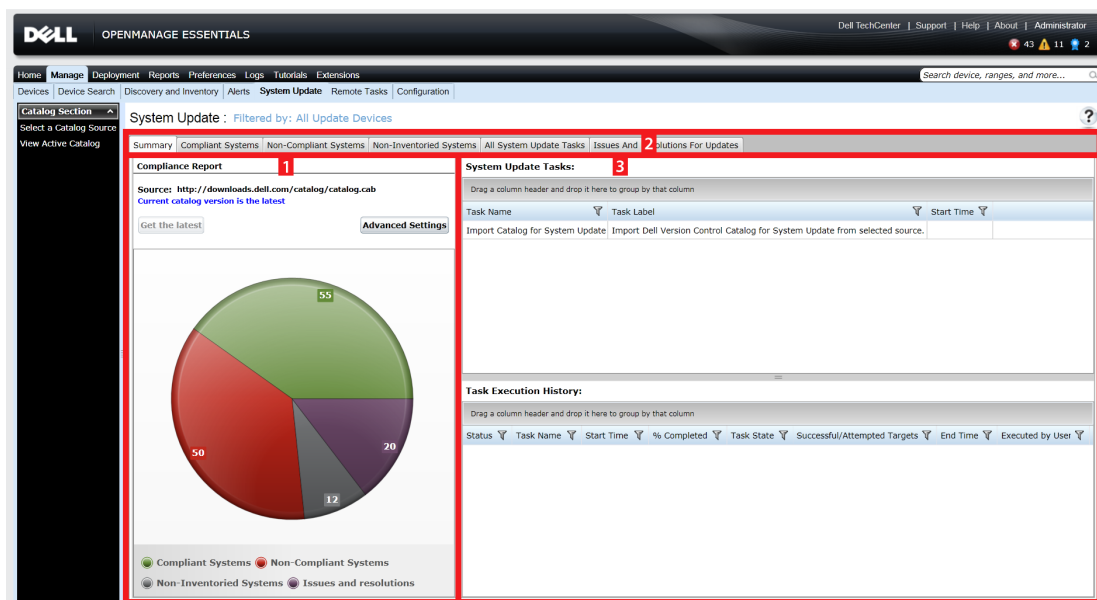 DELL OPENMANAGE ESSENTIALS
Dell TechCenter | Support | Help | About | Administrator
43 11 2
Home Manage Deployment Reports Preferences Logs Tutorials Extensions
Search device, ranges, and more...
Devices Device Search Discovery and Inventory Alerts System Update Remote Tasks Configuration
Catalog Section
Select a Catalog Source
View Active Catalog
System Update : Filtered by: All Update Devices
?
Summary Compliant Systems Non-Compliant Systems Non-Inventoried Systems All System Update Tasks Issues And 2 olutions For Updates
Compliance Report 1
Source: http://downloads.dell.com/catalog/catalog.cab
Current catalog version is the latest
Get the latest Advanced Settings
55
50
20
12
Compliant Systems Non-Compliant Systems
Non-Inventoried Systems Issues and resolutions
System Update Tasks: 3
Drag a column header and drop it here to group by that column
Task Name Task Label Start Time
Import Catalog for System Update Import Dell Version Control Catalog for System Update from selected source.
Task Execution History:
Drag a column header and drop it here to group by that column
Status Task Name Start Time % Completed Task State Successful/Attempted Targets End Time Executed by User